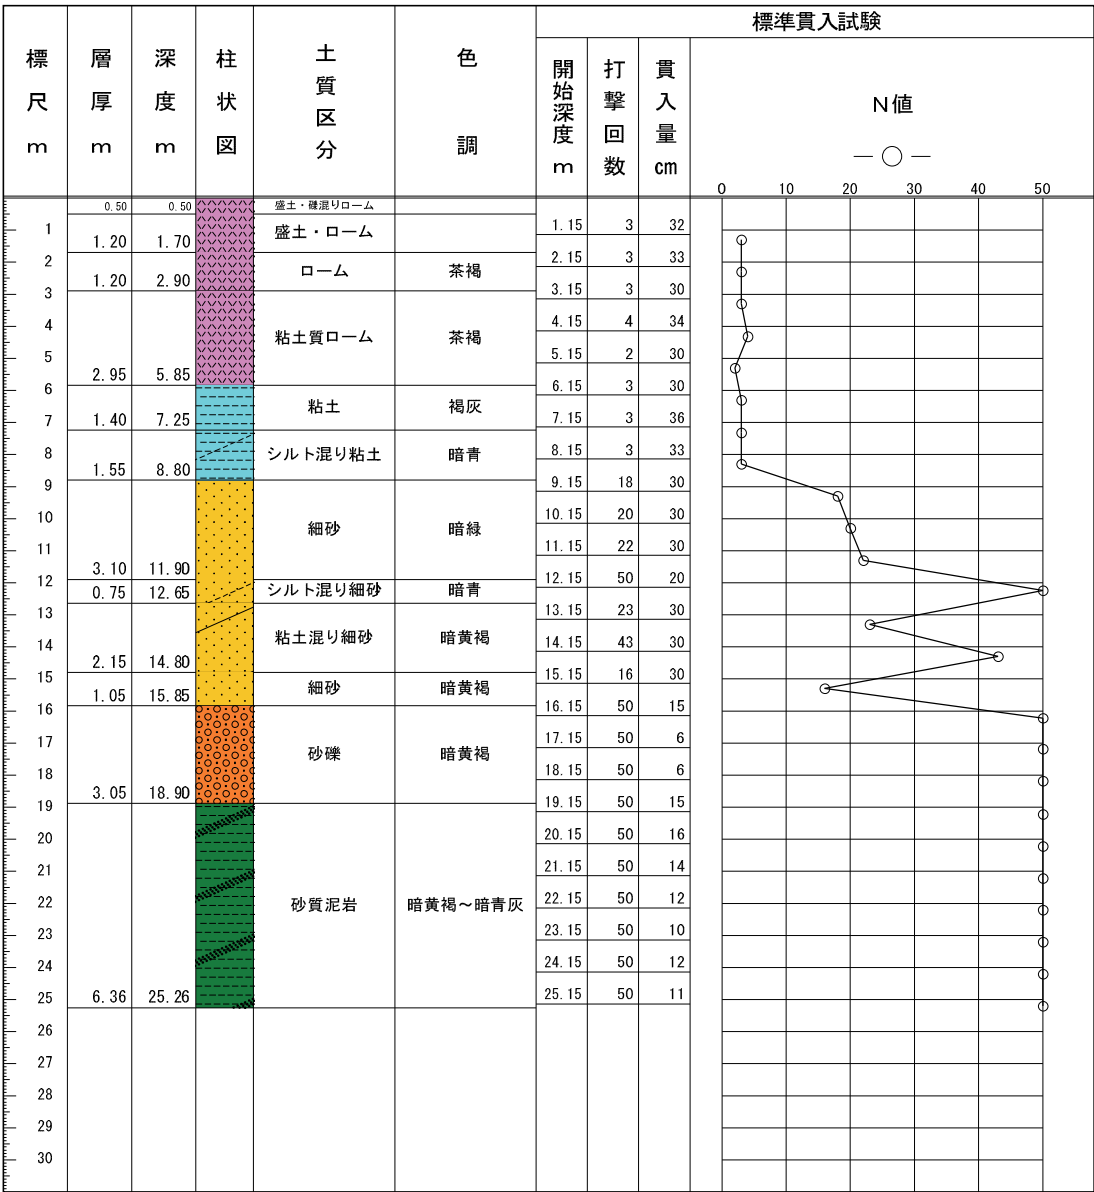 標準貫入試験
標尺m
層厚m
深度m
柱状図
土質区分
色調
開始深度m
打撃回数
貫入量cm
N値
0 10 20 30 40 50
0.50 0.50 盛土・礫混りローム
1.20 1.70 盛土・ローム
1.20 2.90 ローム 茶褐
2.95 5.85 粘土質ローム 茶褐
1.40 7.25 粘土 褐灰
1.55 8.80 シルト混り粘土 暗青
3.10 11.90 細砂 暗緑
0.75 12.65 シルト混り細砂 暗青
2.15 14.80 粘土混り細砂 暗黄褐
1.05 15.85 細砂 暗黄褐
3.05 18.90 砂礫 暗黄褐
6.36 25.26 砂質泥岩 暗黄褐～暗青灰
1 1.15 3 32
2 2.15 3 33
3 3.15 3 30
4 4.15 4 34
5 5.15 2 30
6 6.15 3 30
7 7.15 3 36
8 8.15 3 33
9 9.15 18 30
10 10.15 20 30
11 11.15 22 30
12 12.15 50 20
13 13.15 23 30
14 14.15 43 30
15 15.15 16 30
16 16.15 50 15
17 17.15 50 6
18 18.15 50 6
19 19.15 50 15
20 20.15 50 16
21 21.15 50 14
22 22.15 50 12
23 23.15 50 10
24 24.15 50 12
25 25.15 50 11
26
27
28
29
30